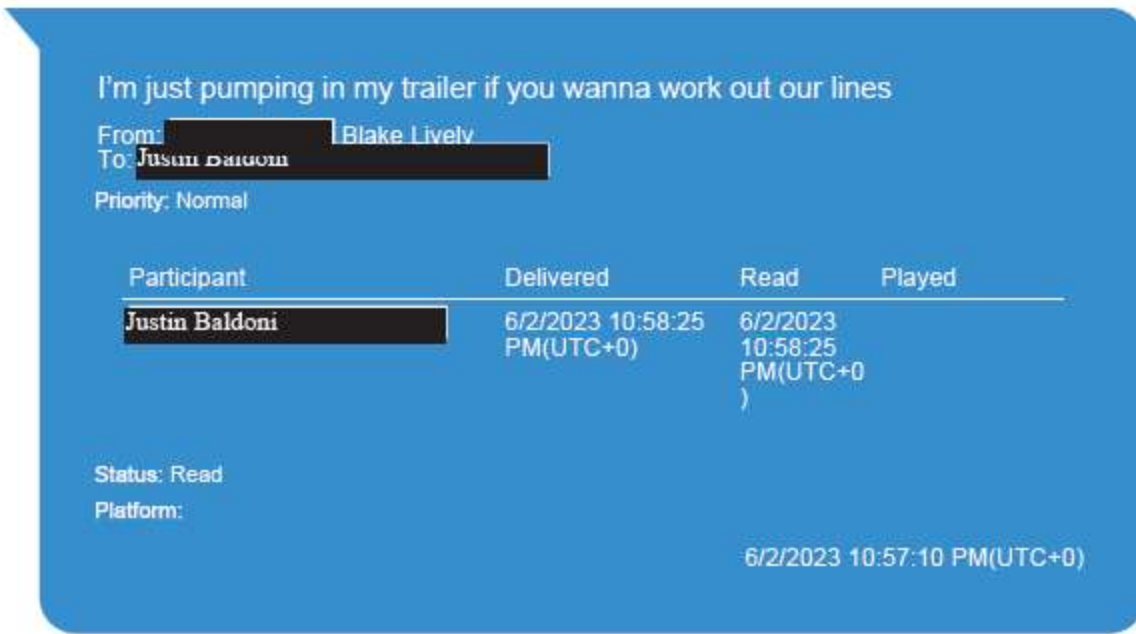 I'm just pumping in my trailer if you wanna work out our lines
From: Blake Lively
To: Justin Baldoni
Priority: Normal
Participant Delivered Read Played
Justin Baldoni 6/2/2023 10:58:25 6/2/2023
PM(UTC+0) 10:58:25
PM(UTC+0
)
Status: Read
Platform:
6/2/2023 10:57:10 PM(UTC+0)